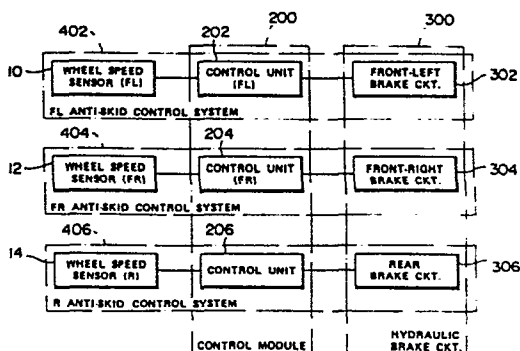 402
202
200
300
10
WHEEL SPEED
SENSOR (FL)
CONTROL UNIT
(FL)
FRONT-LEFT
BRAKE CKT.
302
FL ANTI-SKID CONTROL SYSTEM
404
204
12
WHEEL SPEED
SENSOR (FR)
CONTROL UNIT
(FR)
FRONT-RIGHT
BRAKE CKT.
304
FR ANTI-SKID CONTROL SYSTEM
406
206
14
WHEEL SPEED
SENSOR (R)
CONTROL UNIT
REAR
BRAKE CKT.
306
R ANTI-SKID CONTROL SYSTEM
CONTROL MODULE
HYDRAULIC
BRAKE CKT.